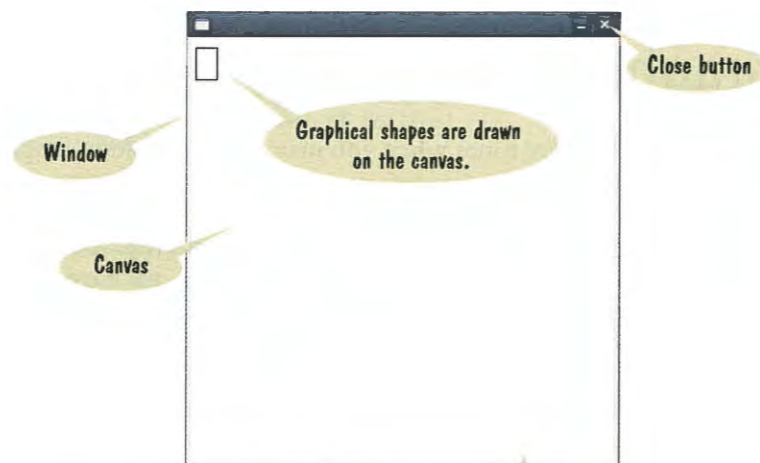 Close button
Graphical shapes are drawn
on the canvas.
Window
Canvas